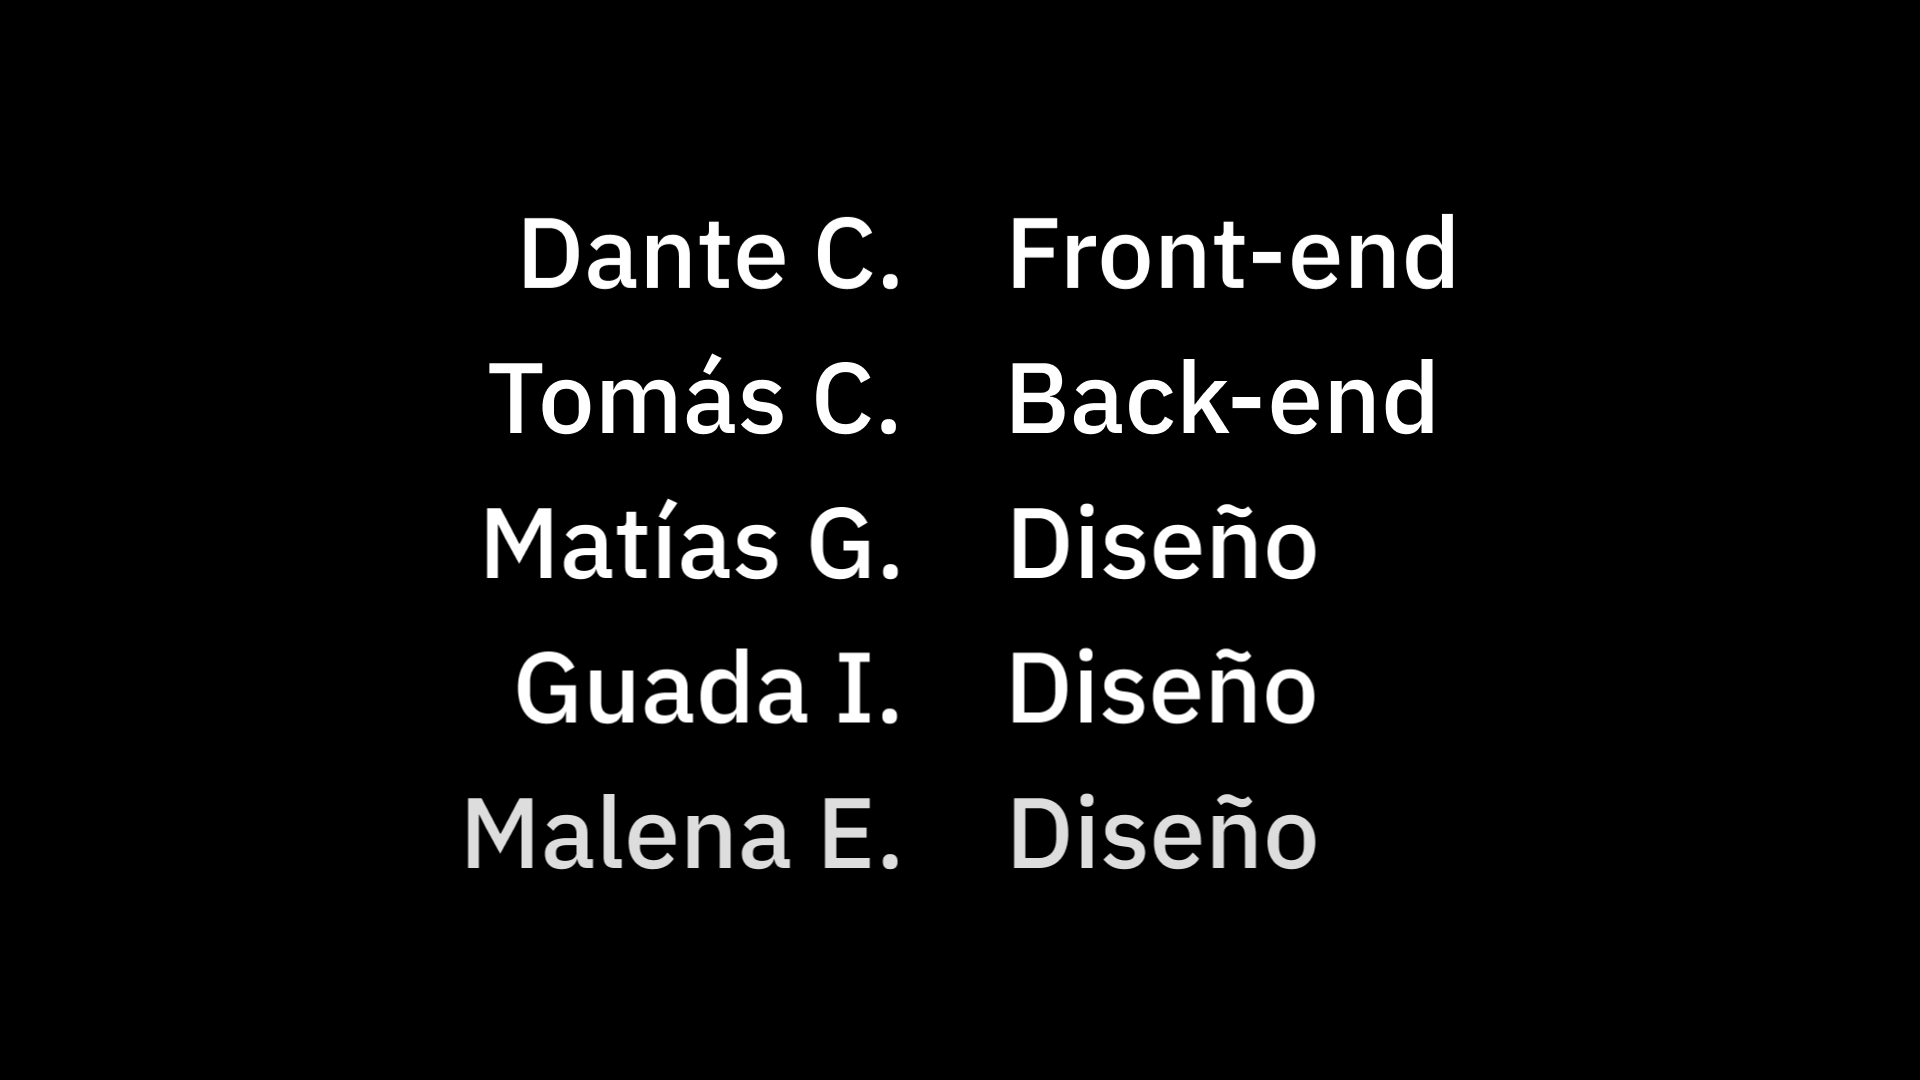 Dante C. Front-end
Tomás C. Back-end
Matías G. Diseño
Guada I. Diseño
Malena E. Diseño